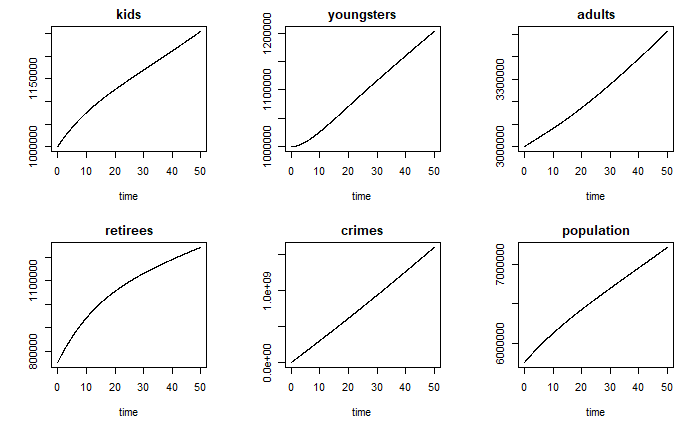 kids
youngsters
adults
1000000
1150000
1000000
1100000
1200000
3000000
3300000
0 10 20 30 40 50
0 10 20 30 40 50
0 10 20 30 40 50
time
time
time
retirees
crimes
population
800000
1100000
0.0e+00
1.0e+09
6000000
7000000
0 10 20 30 40 50
0 10 20 30 40 50
0 10 20 30 40 50
time
time
time